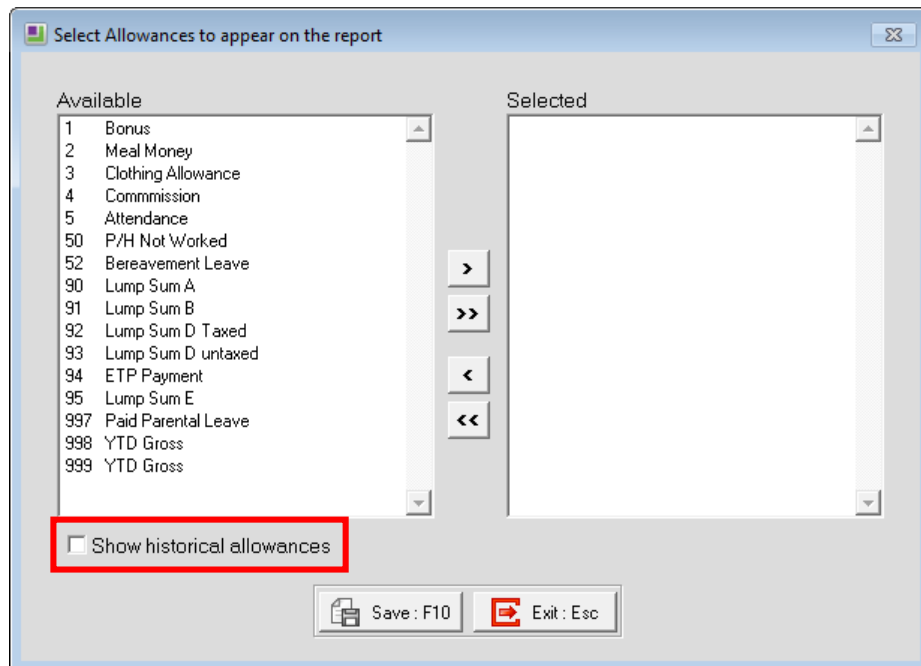 Select Allowances to appear on the report
Available
Selected
1 Bonus
2 Meal Money
3 Clothing Allowance
4 Commmission
5 Attendance
50 P/H Not Worked
52 Bereavement Leave
90 Lump Sum A
91 Lump Sum B
92 Lump Sum D Taxed
93 Lump Sum D untaxed
94 ETP Payment
95 Lump Sum E
997 Paid Parental Leave
998 YTD Gross
999 YTD Gross
>
>>
<
<<
Show historical allowances
Save : F10
Exit : Esc